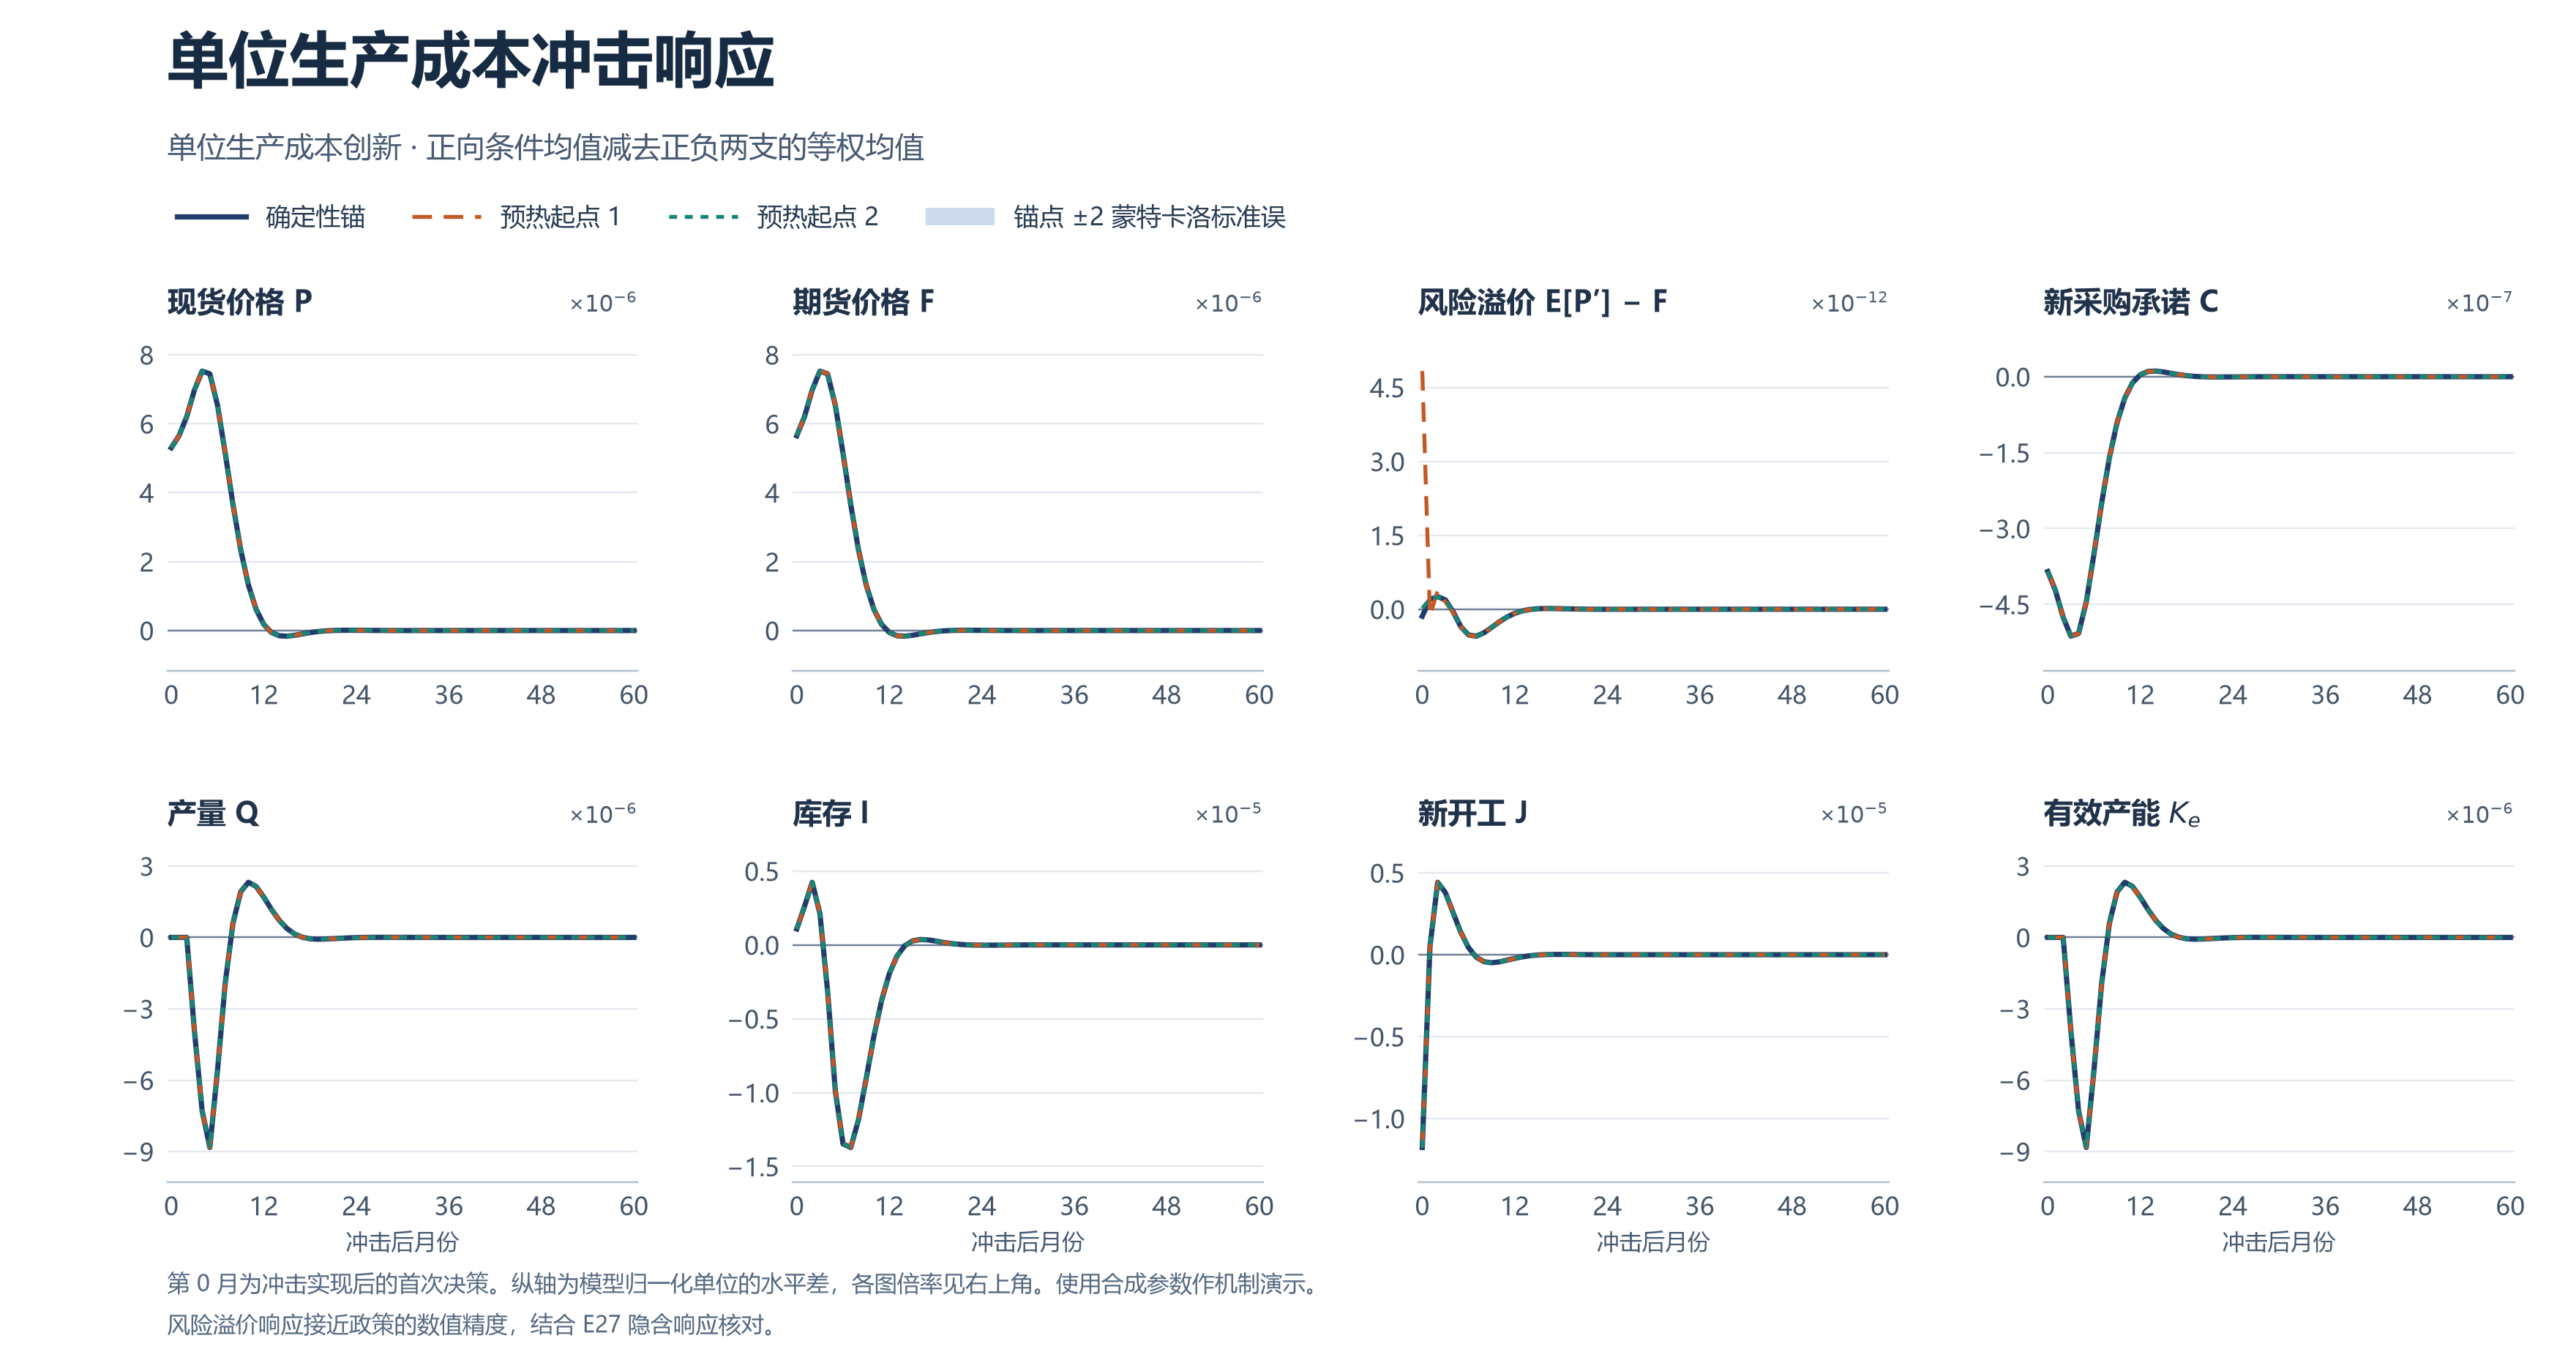 单位生产成本冲击响应
单位生产成本创新 · 正向条件均值减去正负两支的等权均值
确定性锚 预热起点 1 预热起点 2 锚点 ±2 蒙特卡洛标准误
现货价格 P ×10⁻⁶
8
6
4
2
0
0 12 24 36 48 60
期货价格 F ×10⁻⁶
8
6
4
2
0
0 12 24 36 48 60
风险溢价 E[P′] − F ×10⁻¹²
4.5
3.0
1.5
0.0
0 12 24 36 48 60
新采购承诺 C ×10⁻⁷
0.0
−1.5
−3.0
−4.5
0 12 24 36 48 60
产量 Q ×10⁻⁶
3
0
−3
−6
−9
0 12 24 36 48 60
冲击后月份
库存 I ×10⁻⁵
0.5
0.0
−0.5
−1.0
−1.5
0 12 24 36 48 60
冲击后月份
新开工 J ×10⁻⁵
0.5
0.0
−0.5
−1.0
0 12 24 36 48 60
冲击后月份
有效产能 Kₑ ×10⁻⁶
3
0
−3
−6
−9
0 12 24 36 48 60
冲击后月份
第 0 月为冲击实现后的首次决策。纵轴为模型归一化单位的水平差，各图倍率见右上角。使用合成参数作机制演示。
风险溢价响应接近政策的数值精度，结合 E27 隐含响应核对。